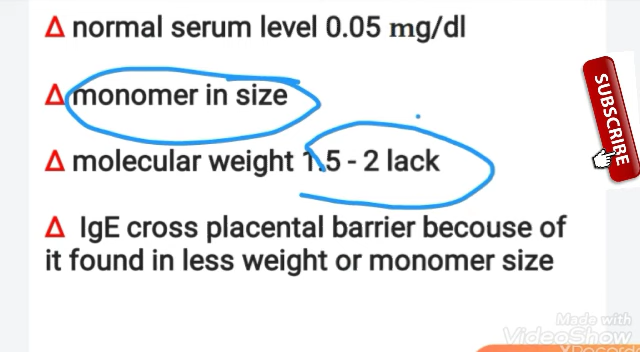 Δ normal serum level 0.05 mg/dl
Δ monomer in size
SUBSCRIBE
Δ molecular weight 1.5 - 2 lack
Δ IgE cross placental barrier becouse of
it found in less weight or monomer size
Made with
VideoShow